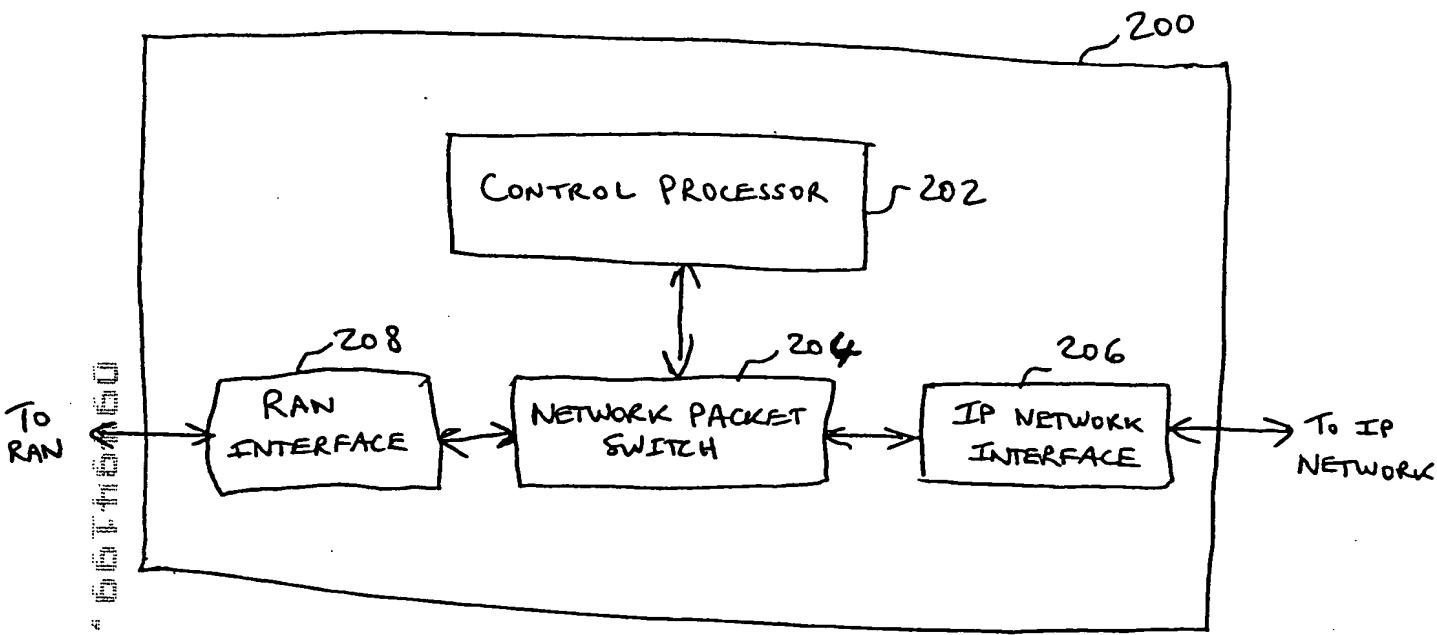 200
CONTROL PROCESSOR
202
208
204
206
TO
RAN
RAN
INTERFACE
NETWORK PACKET
SWITCH
IP NETWORK
INTERFACE
TO IP
NETWORK